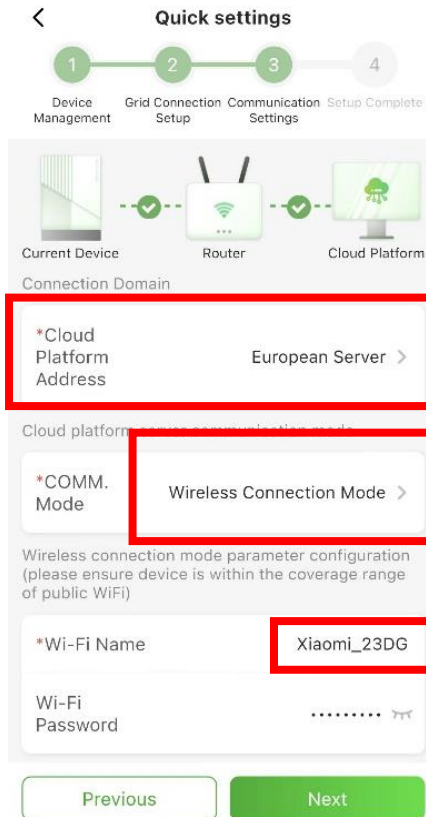 Quick settings
1 2 3 4
Device Management
Grid Connection Setup
Communication Settings
Setup Complete
Current Device Router Cloud Platform
Connection Domain
*Cloud
Platform
Address
European Server
Cloud platform server communication mode
*COMM.
Mode
Wireless Connection Mode
Wireless connection mode parameter configuration
(please ensure device is within the coverage range
of public WiFi)
*Wi-Fi Name Xiaomi_23DG
Wi-Fi
Password
•••••••••
Previous Next